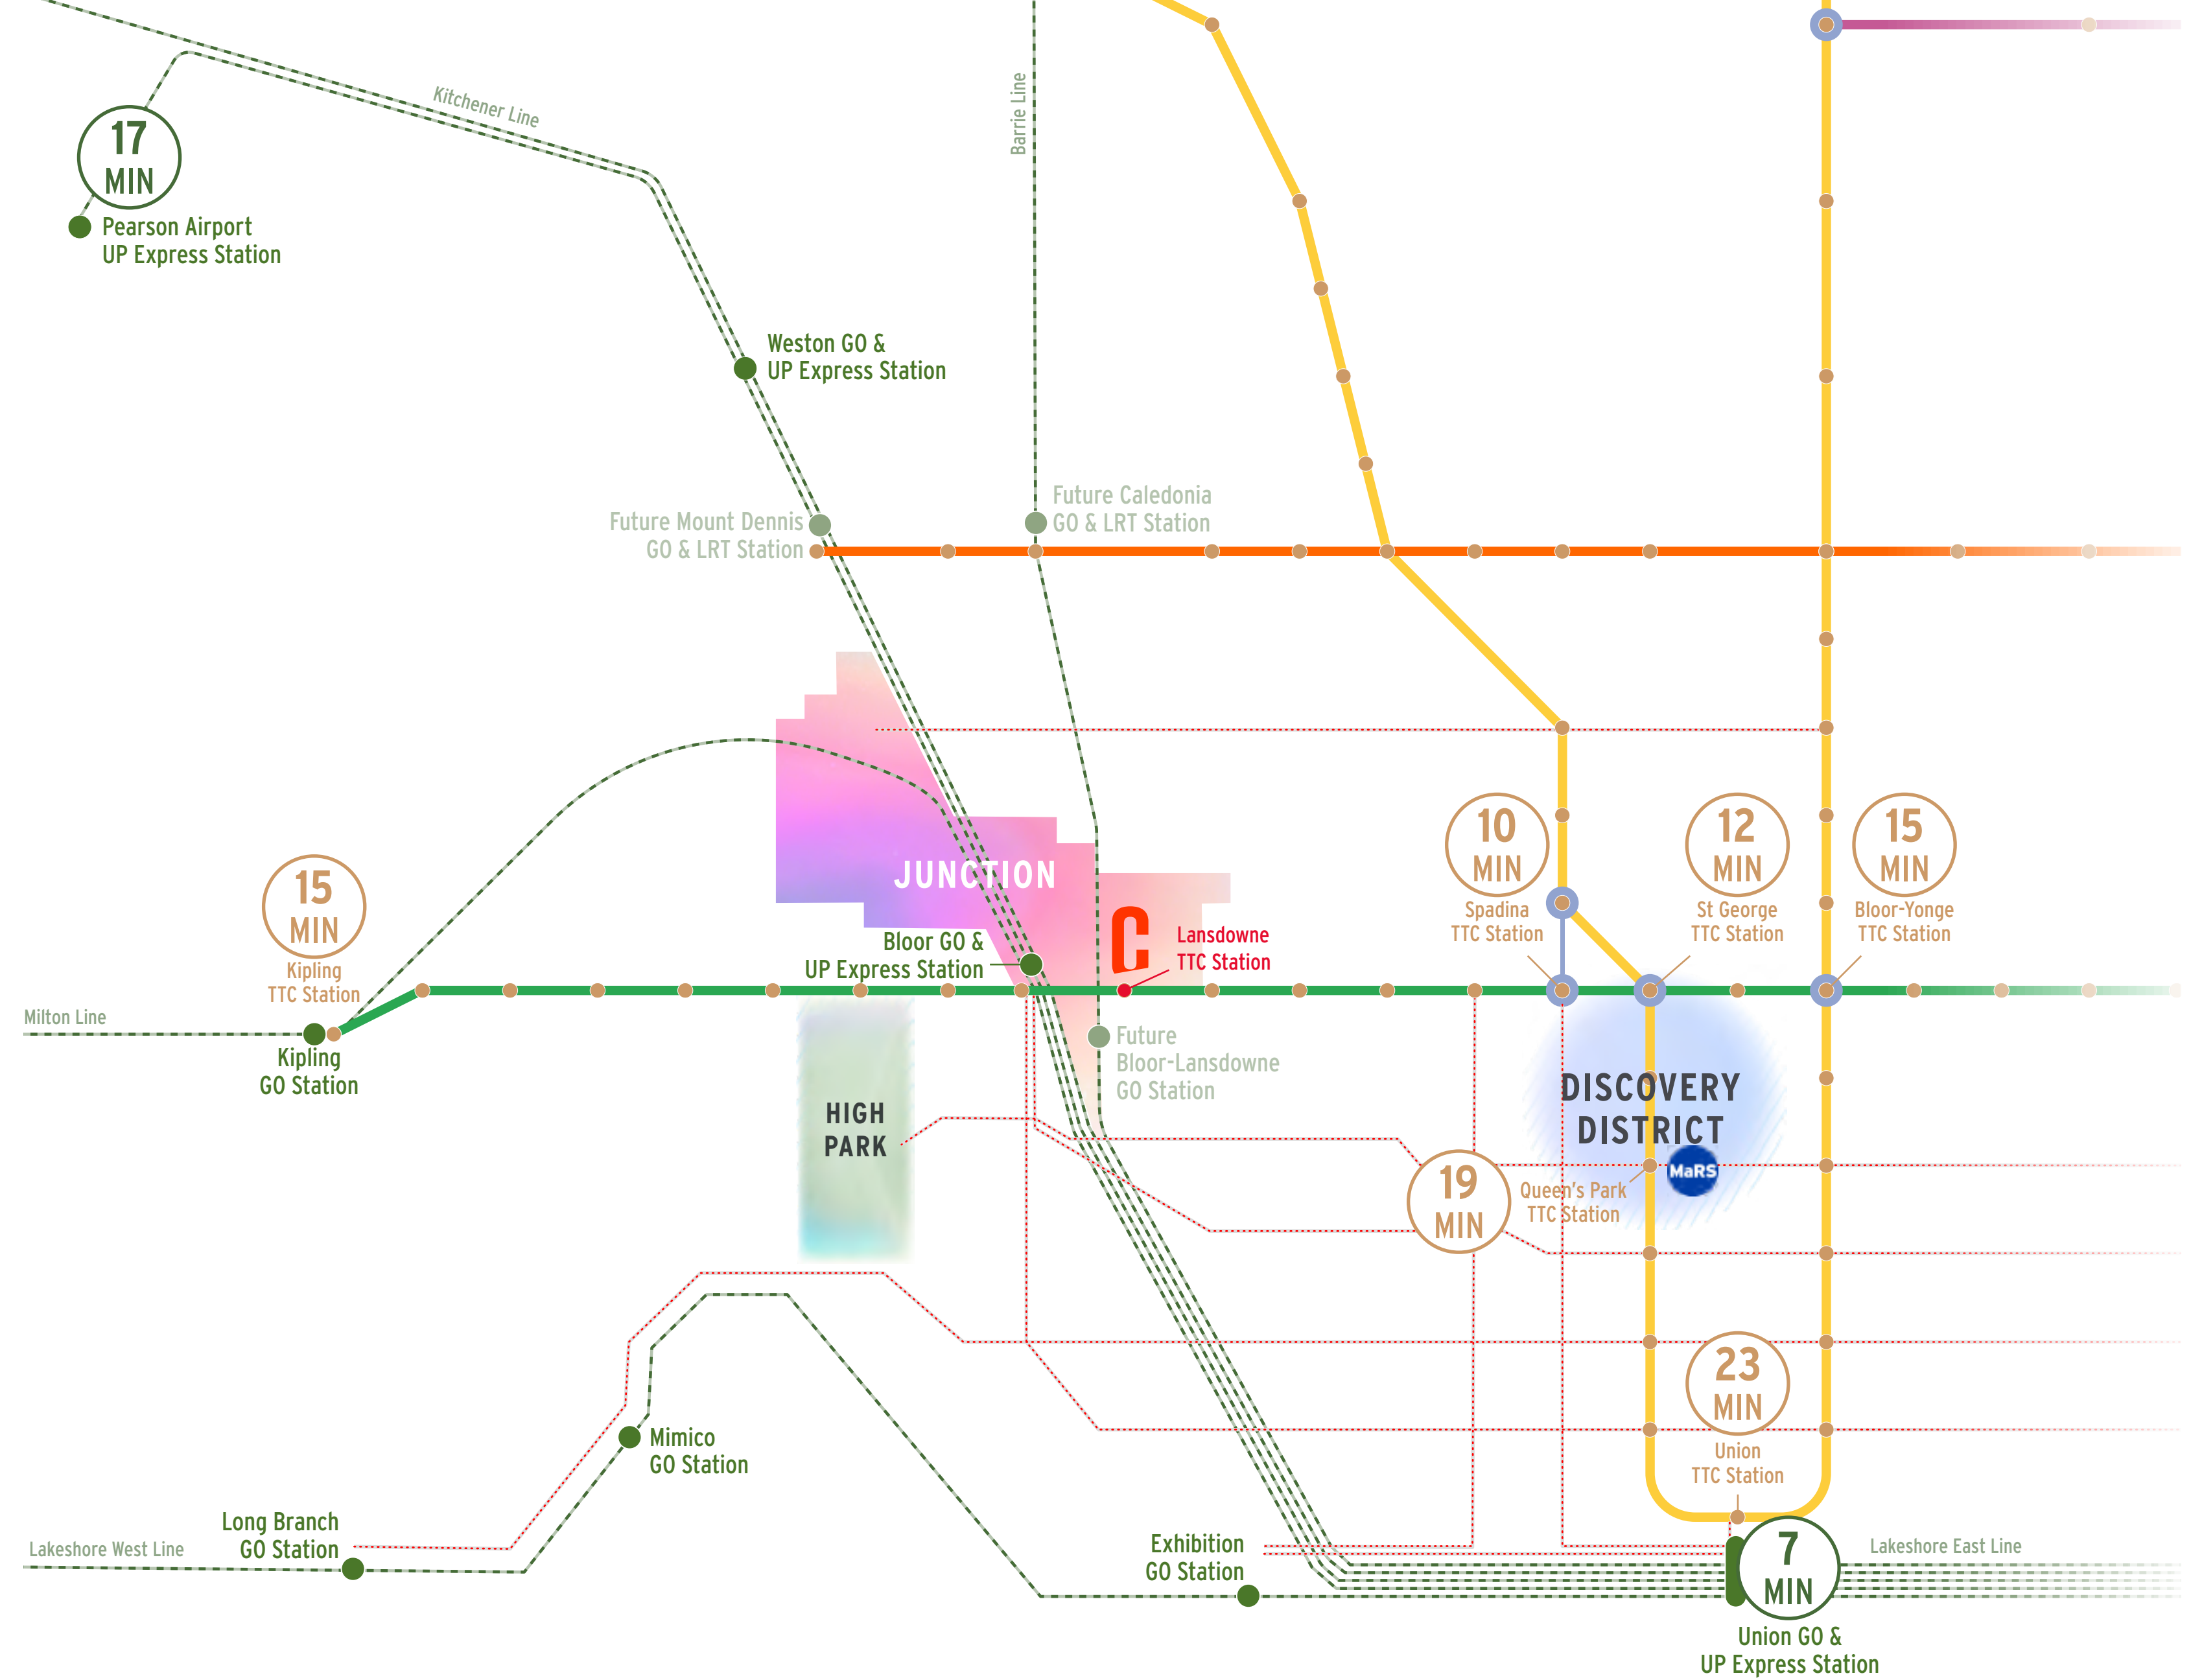 Kitchener Line
Barrie Line
17
MIN
Pearson Airport
UP Express Station
Weston GO &
UP Express Station
Future Mount Dennis
GO & LRT Station
Future Caledonia
GO & LRT Station
JUNCTION
C
Lansdowne
TTC Station
Bloor GO &
UP Express Station
15
MIN
Kipling
TTC Station
10
MIN
Spadina
TTC Station
12
MIN
St George
TTC Station
15
MIN
Bloor-Yonge
TTC Station
Milton Line
Kipling
GO Station
Future
Bloor-Lansdowne
GO Station
HIGH
PARK
DISCOVERY
DISTRICT
MaRS
19
MIN
Queen's Park
TTC Station
23
MIN
Union
TTC Station
Mimico
GO Station
Long Branch
GO Station
Lakeshore West Line
Exhibition
GO Station
7
MIN
Lakeshore East Line
Union GO &
UP Express Station